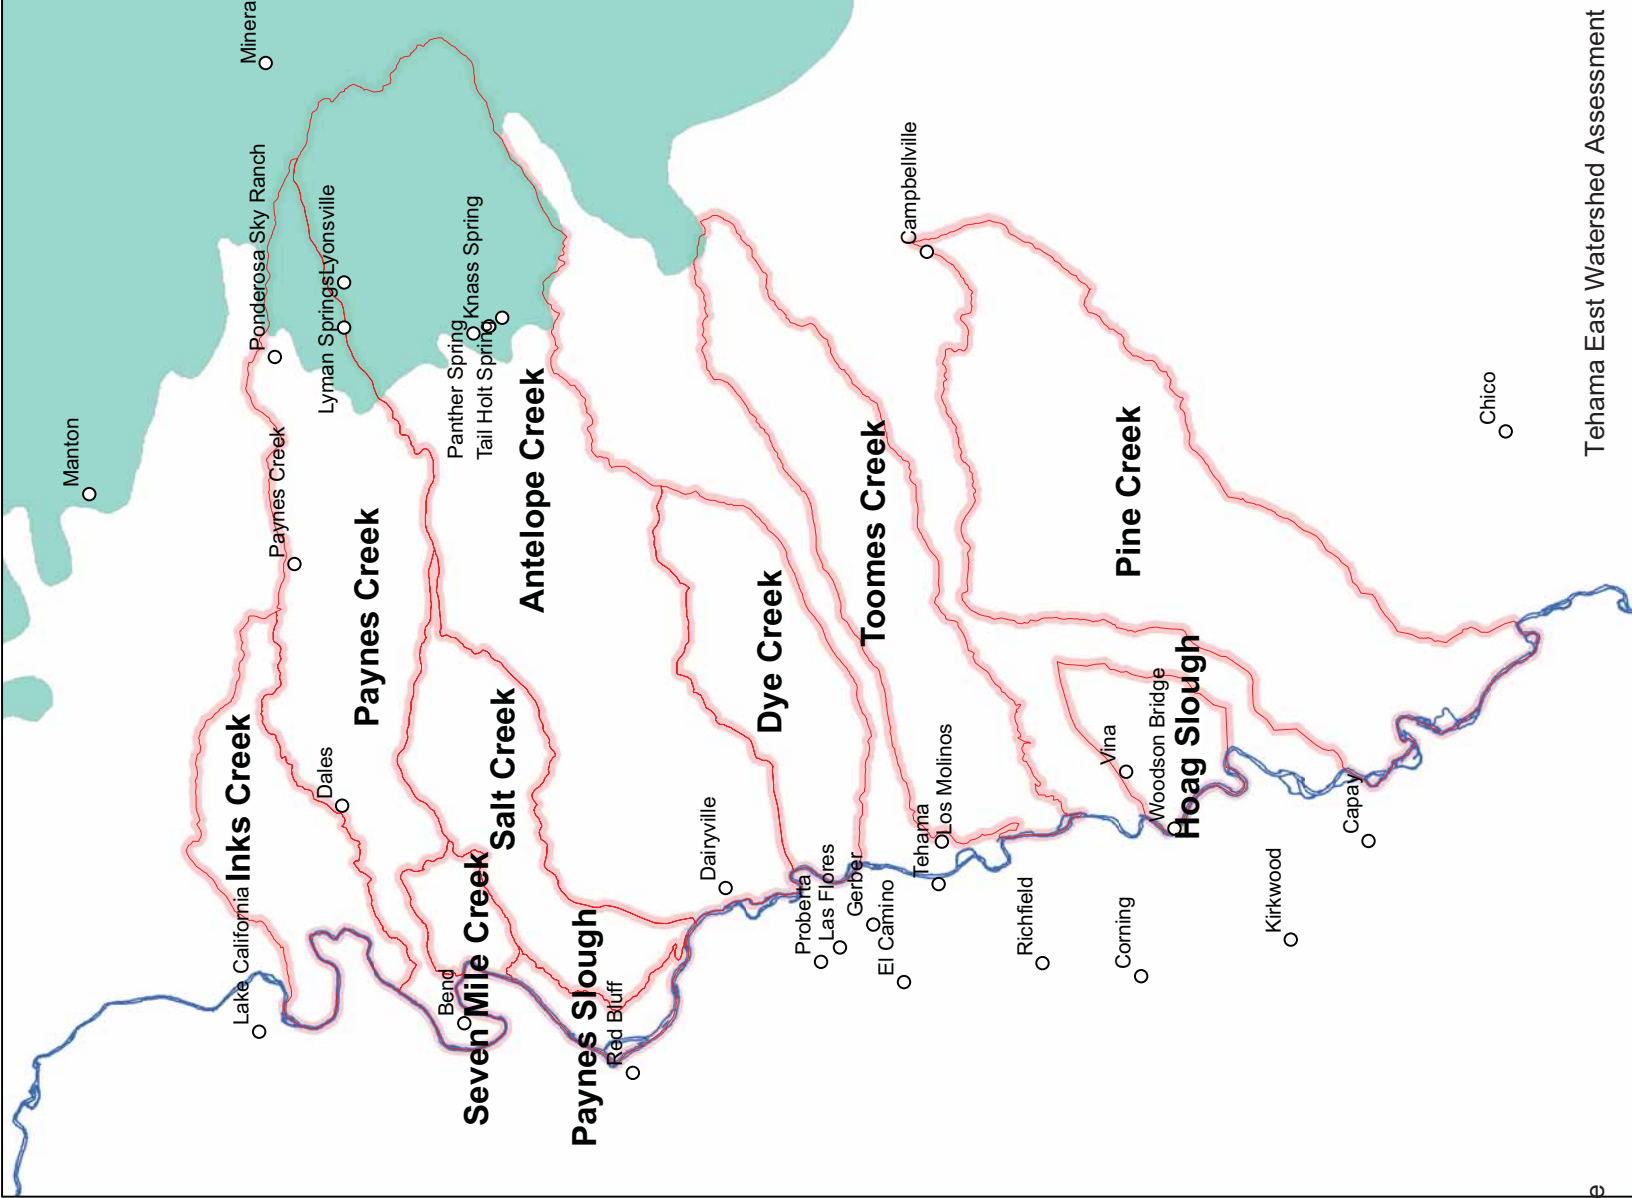 Minera
Manton
Ponderosa Sky Ranch
Paynes Creek
Lyonsville
Lyman Springs
Knass Spring
Panther Spring
Tail Holt Spring
Campbellville
Chico
Inks Creek
Paynes Creek
Antelope Creek
Salt Creek
Dye Creek
Toomes Creek
Pine Creek
Hoag Slough
Seven Mile Creek
Paynes Slough
Lake California
Dales
Bend
Red Bluff
Dairyville
Proberta
Las Flores
Gerber
El Camino
Tehama
Los Molinos
Richfield
Corning
Vina
Woodson Bridge
Kirkwood
Capay
Tehama East Watershed Assessment
e